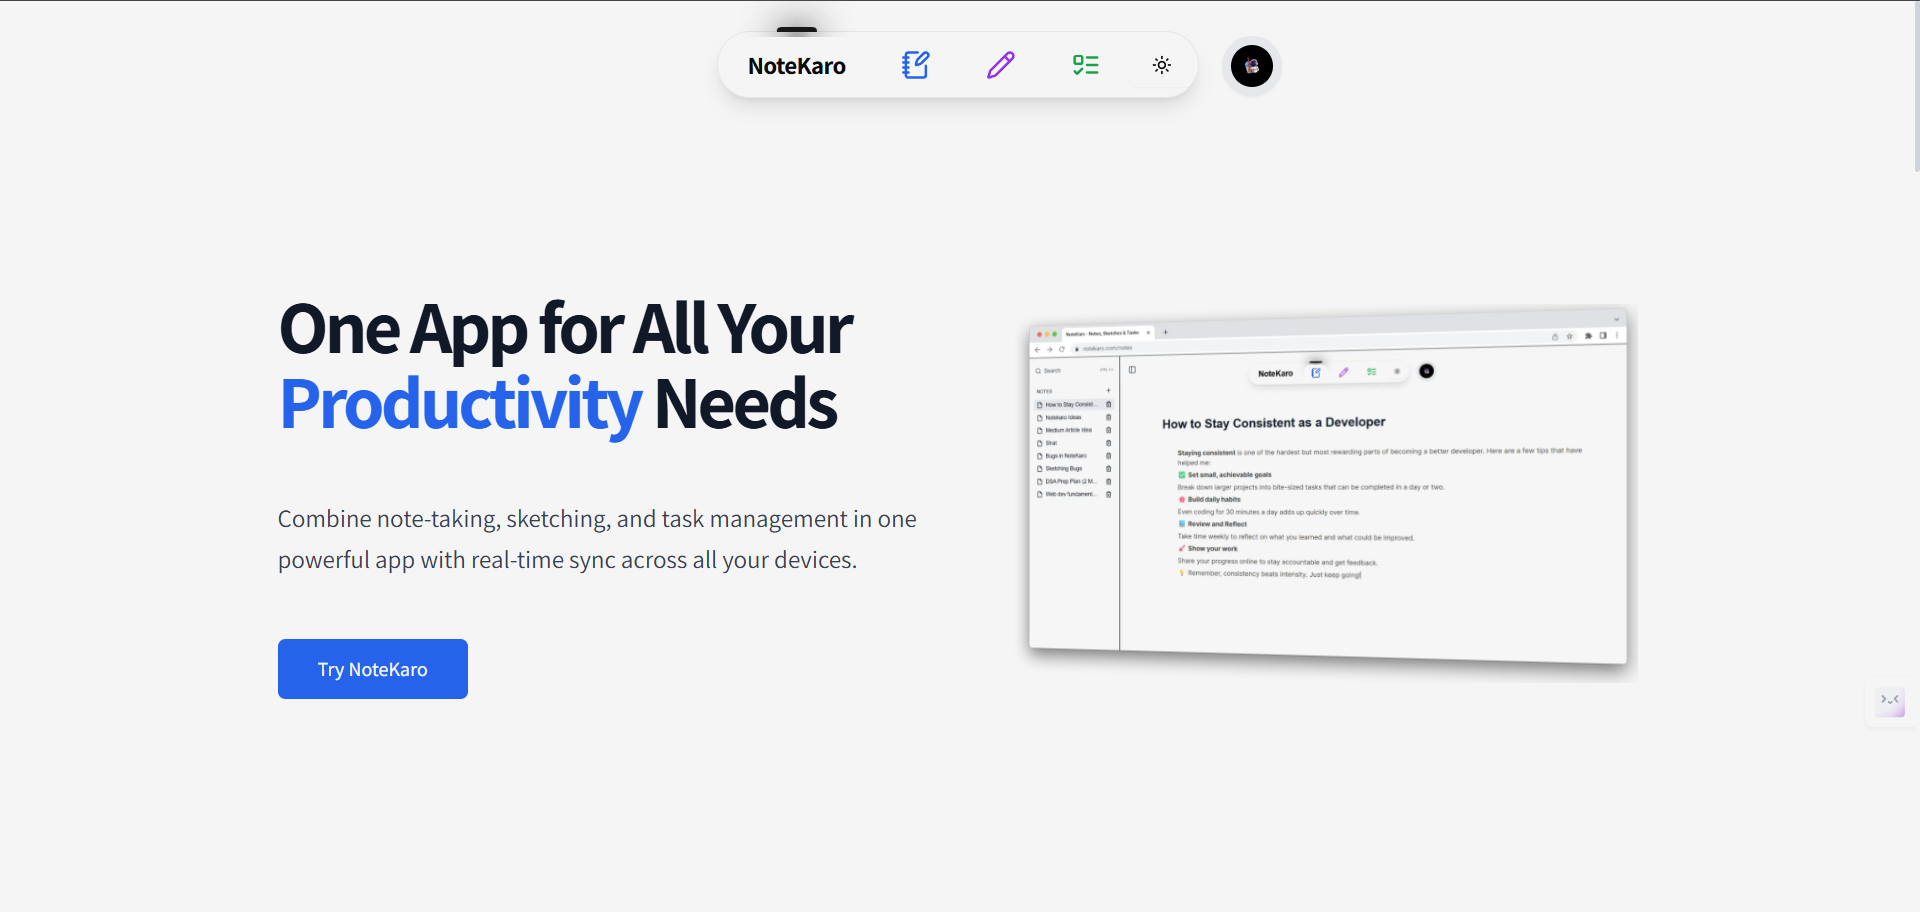 NoteKaro
One App for All Your
Productivity Needs
Combine note-taking, sketching, and task management in one
powerful app with real-time sync across all your devices.
Try NoteKaro
NoteKaro - Notes, Sketches & Tasks
notekaro.com/notes
Search
NOTES
How to Stay Consist...
Notekaro Ideas
Medium Article Idea
Strat
Bugs in NoteKaro
Sketching Bugs
DSA Prep Plan (2 M...
Web dev fundament...
NoteKaro
How to Stay Consistent as a Developer
Staying consistent is one of the hardest but most rewarding parts of becoming a better developer. Here are a few tips that have
helped me:
✅ Set small, achievable goals
Break down larger projects into bite-sized tasks that can be completed in a day or two.
Build daily habits
Even coding for 30 minutes a day adds up quickly over time.
Review and Reflect
Take time weekly to reflect on what you learned and what could be improved.
Show your work
Share your progress online to stay accountable and get feedback.
💡 Remember, consistency beats intensity. Just keep going!